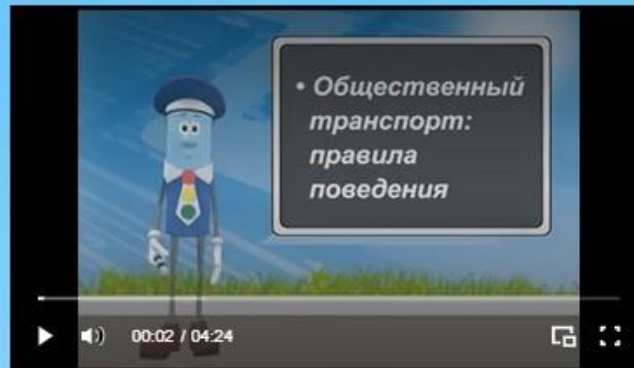 • Общественный
транспорт:
правила
поведения
00:02 / 04:24